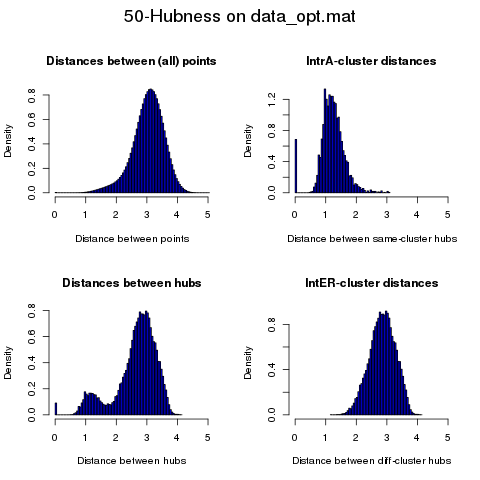 50-Hubness on data_opt.mat
Distances between (all) points
Density
0.0 0.2 0.4 0.6 0.8
0 1 2 3 4 5
Distance between points
IntrA-cluster distances
Density
0.0 0.4 0.8 1.2
0 1 2 3 4 5
Distance between same-cluster hubs
Distances between hubs
Density
0.0 0.2 0.4 0.6 0.8
0 1 2 3 4 5
Distance between hubs
IntER-cluster distances
Density
0.0 0.4 0.8
0 1 2 3 4 5
Distance between diff-cluster hubs